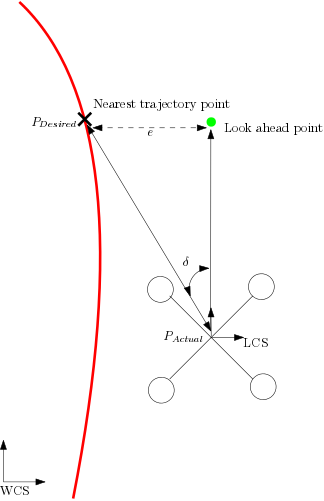 Nearest trajectory point
P_Desired
e
Look ahead point
δ
P_Actual
LCS
WCS